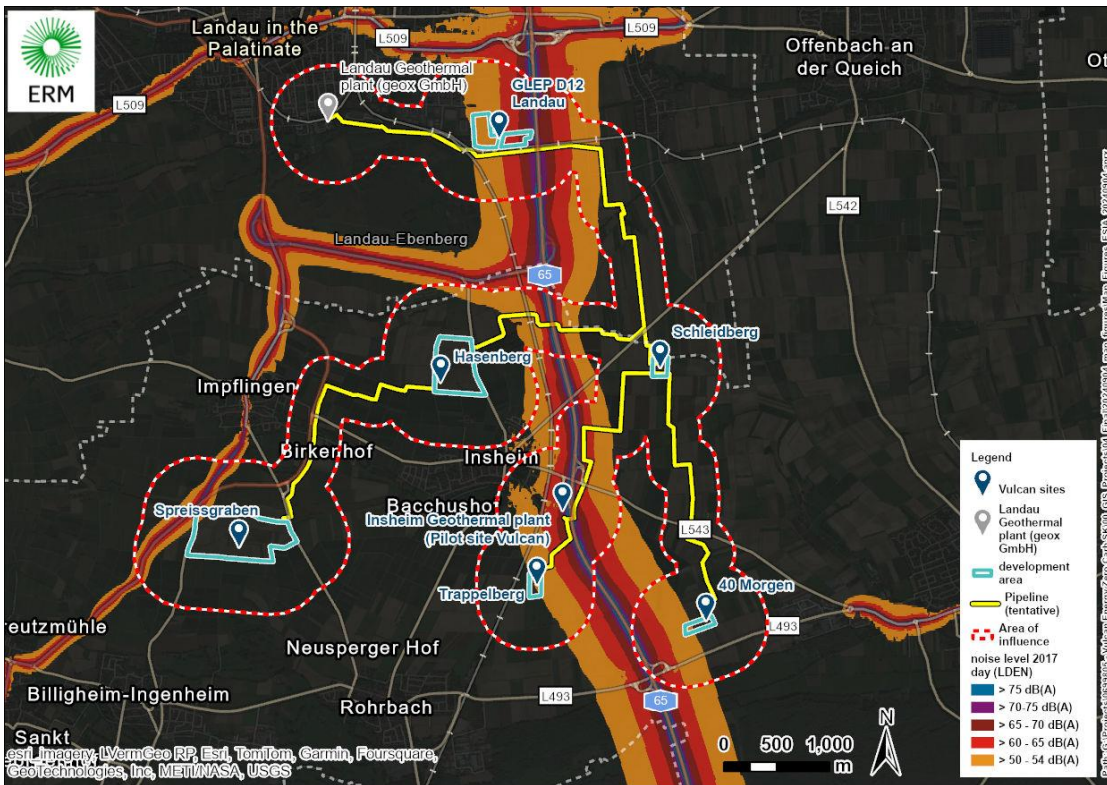 ERM
Landau in the
Palatinate
L509
L509
L509
Offenbach an
der Queich
Landau Geothermal
plant (geox GmbH)
GLEP D12
Landau
L542
Landau-Ebenberg
65
Schleidberg
Hasenberg
Impflingen
Birkenhof
Insheim
Bacchushof
Spreissgraben
Insheim Geothermal plant
(Pilot site Vulcan)
L543
Trappelberg
40 Morgen
L493
Neusperger Hof
Billigheim-Ingenheim
Rohrbach
L493
65
Sankt
esri_Imagery, LVermGeo RP, Esri, TomTom, Garmin, Foursquare,
GeoTechnologies, Inc, METI/NASA, USGS
N
0 500 1,000
m
Legend
Vulcan sites
Landau
Geothermal
plant (geox
GmbH)
development
area
Pipeline
(tentative)
Area of
influence
noise level 2017
day (LDEN)
> 75 dB(A)
> 70-75 dB(A)
> 65 - 70 dB(A)
> 60 - 65 dB(A)
> 50 - 54 dB(A)